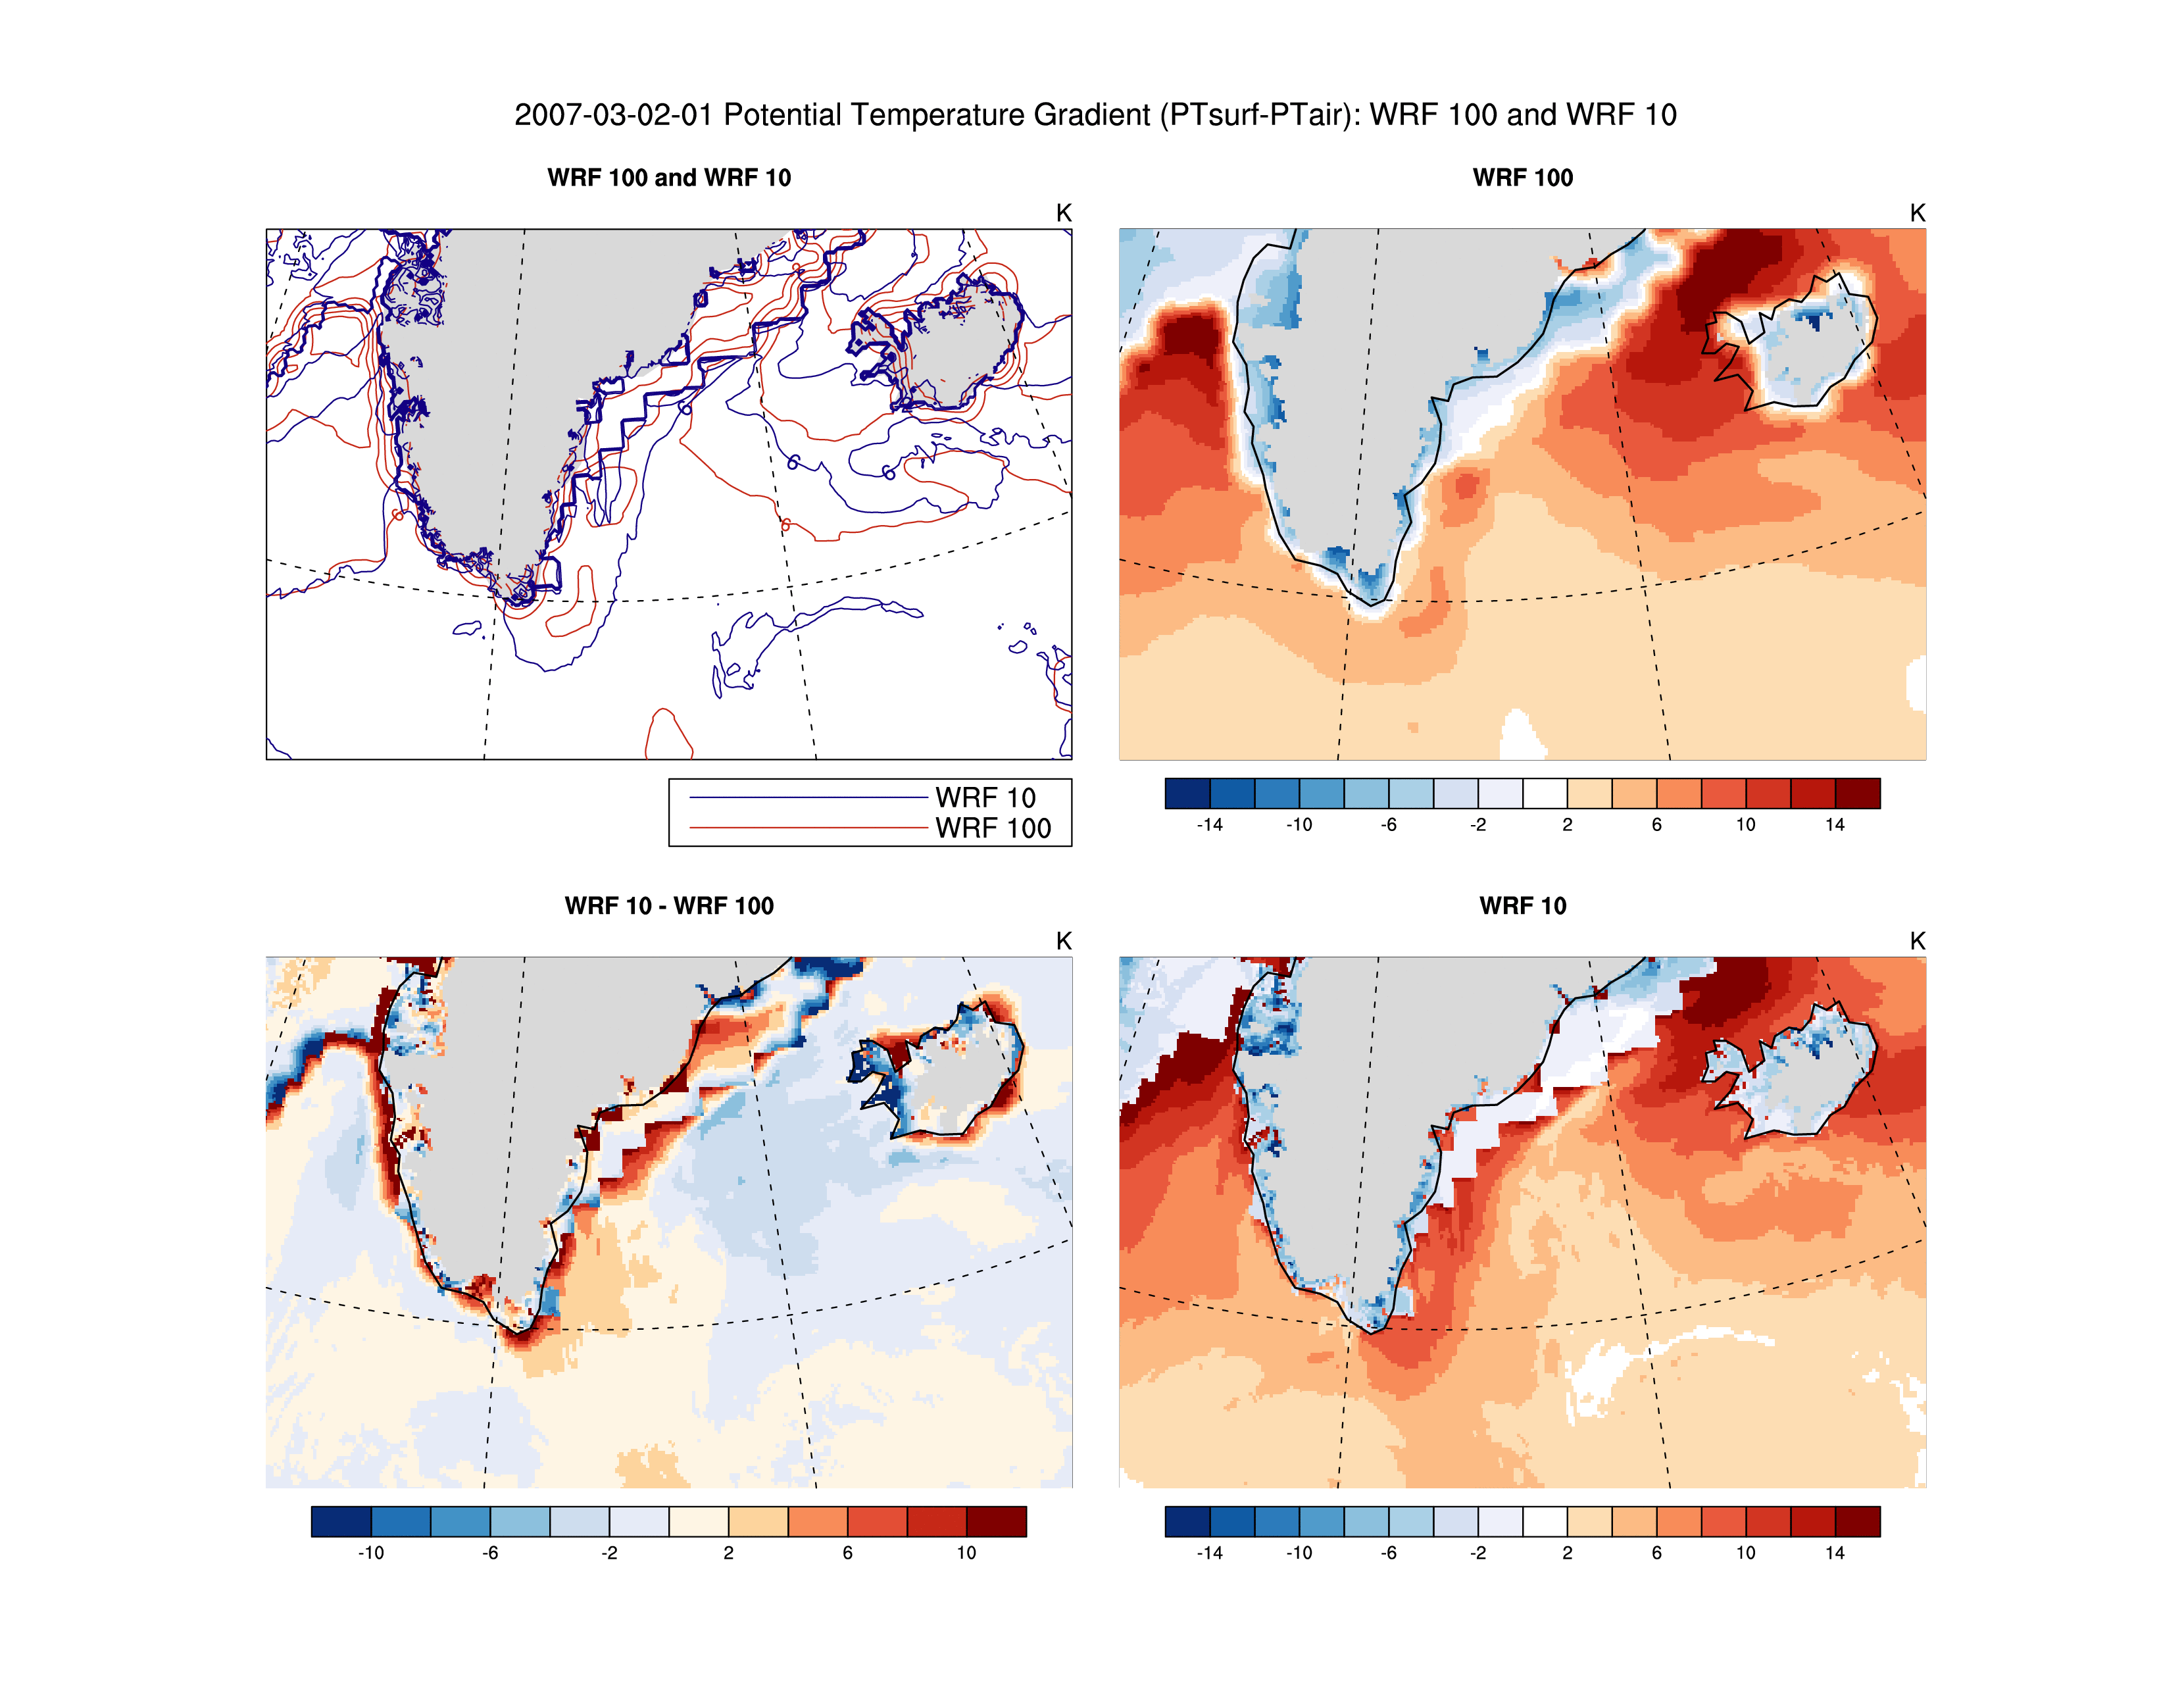 2007-03-02-01 Potential Temperature Gradient (PTsurf-PTair): WRF 100 and WRF 10
WRF 100 and WRF 10
K
6
6
6
6
6
6
WRF 10
WRF 100
WRF 100
K
-14 -10 -6 -2 2 6 10 14
WRF 10 - WRF 100
K
-10 -6 -2 2 6 10
WRF 10
K
-14 -10 -6 -2 2 6 10 14